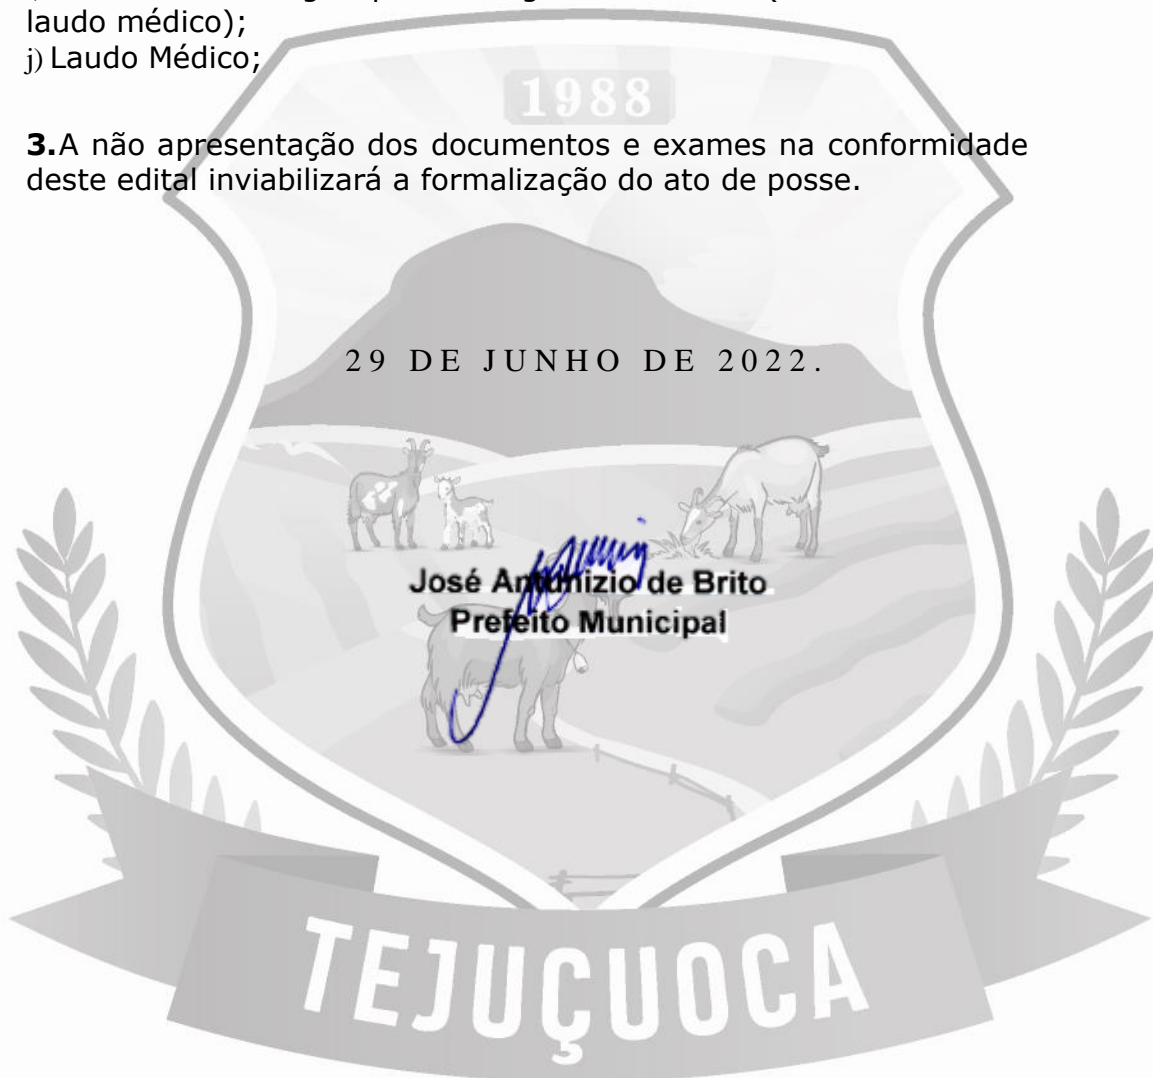 laudo médico);
j) Laudo Médico;
1988
3.A não apresentação dos documentos e exames na conformidade
deste edital inviabilizará a formalização do ato de posse.
29 DE JUNHO DE 2022.
José Antunizio de Brito
Prefeito Municipal
TEJUÇUOCA